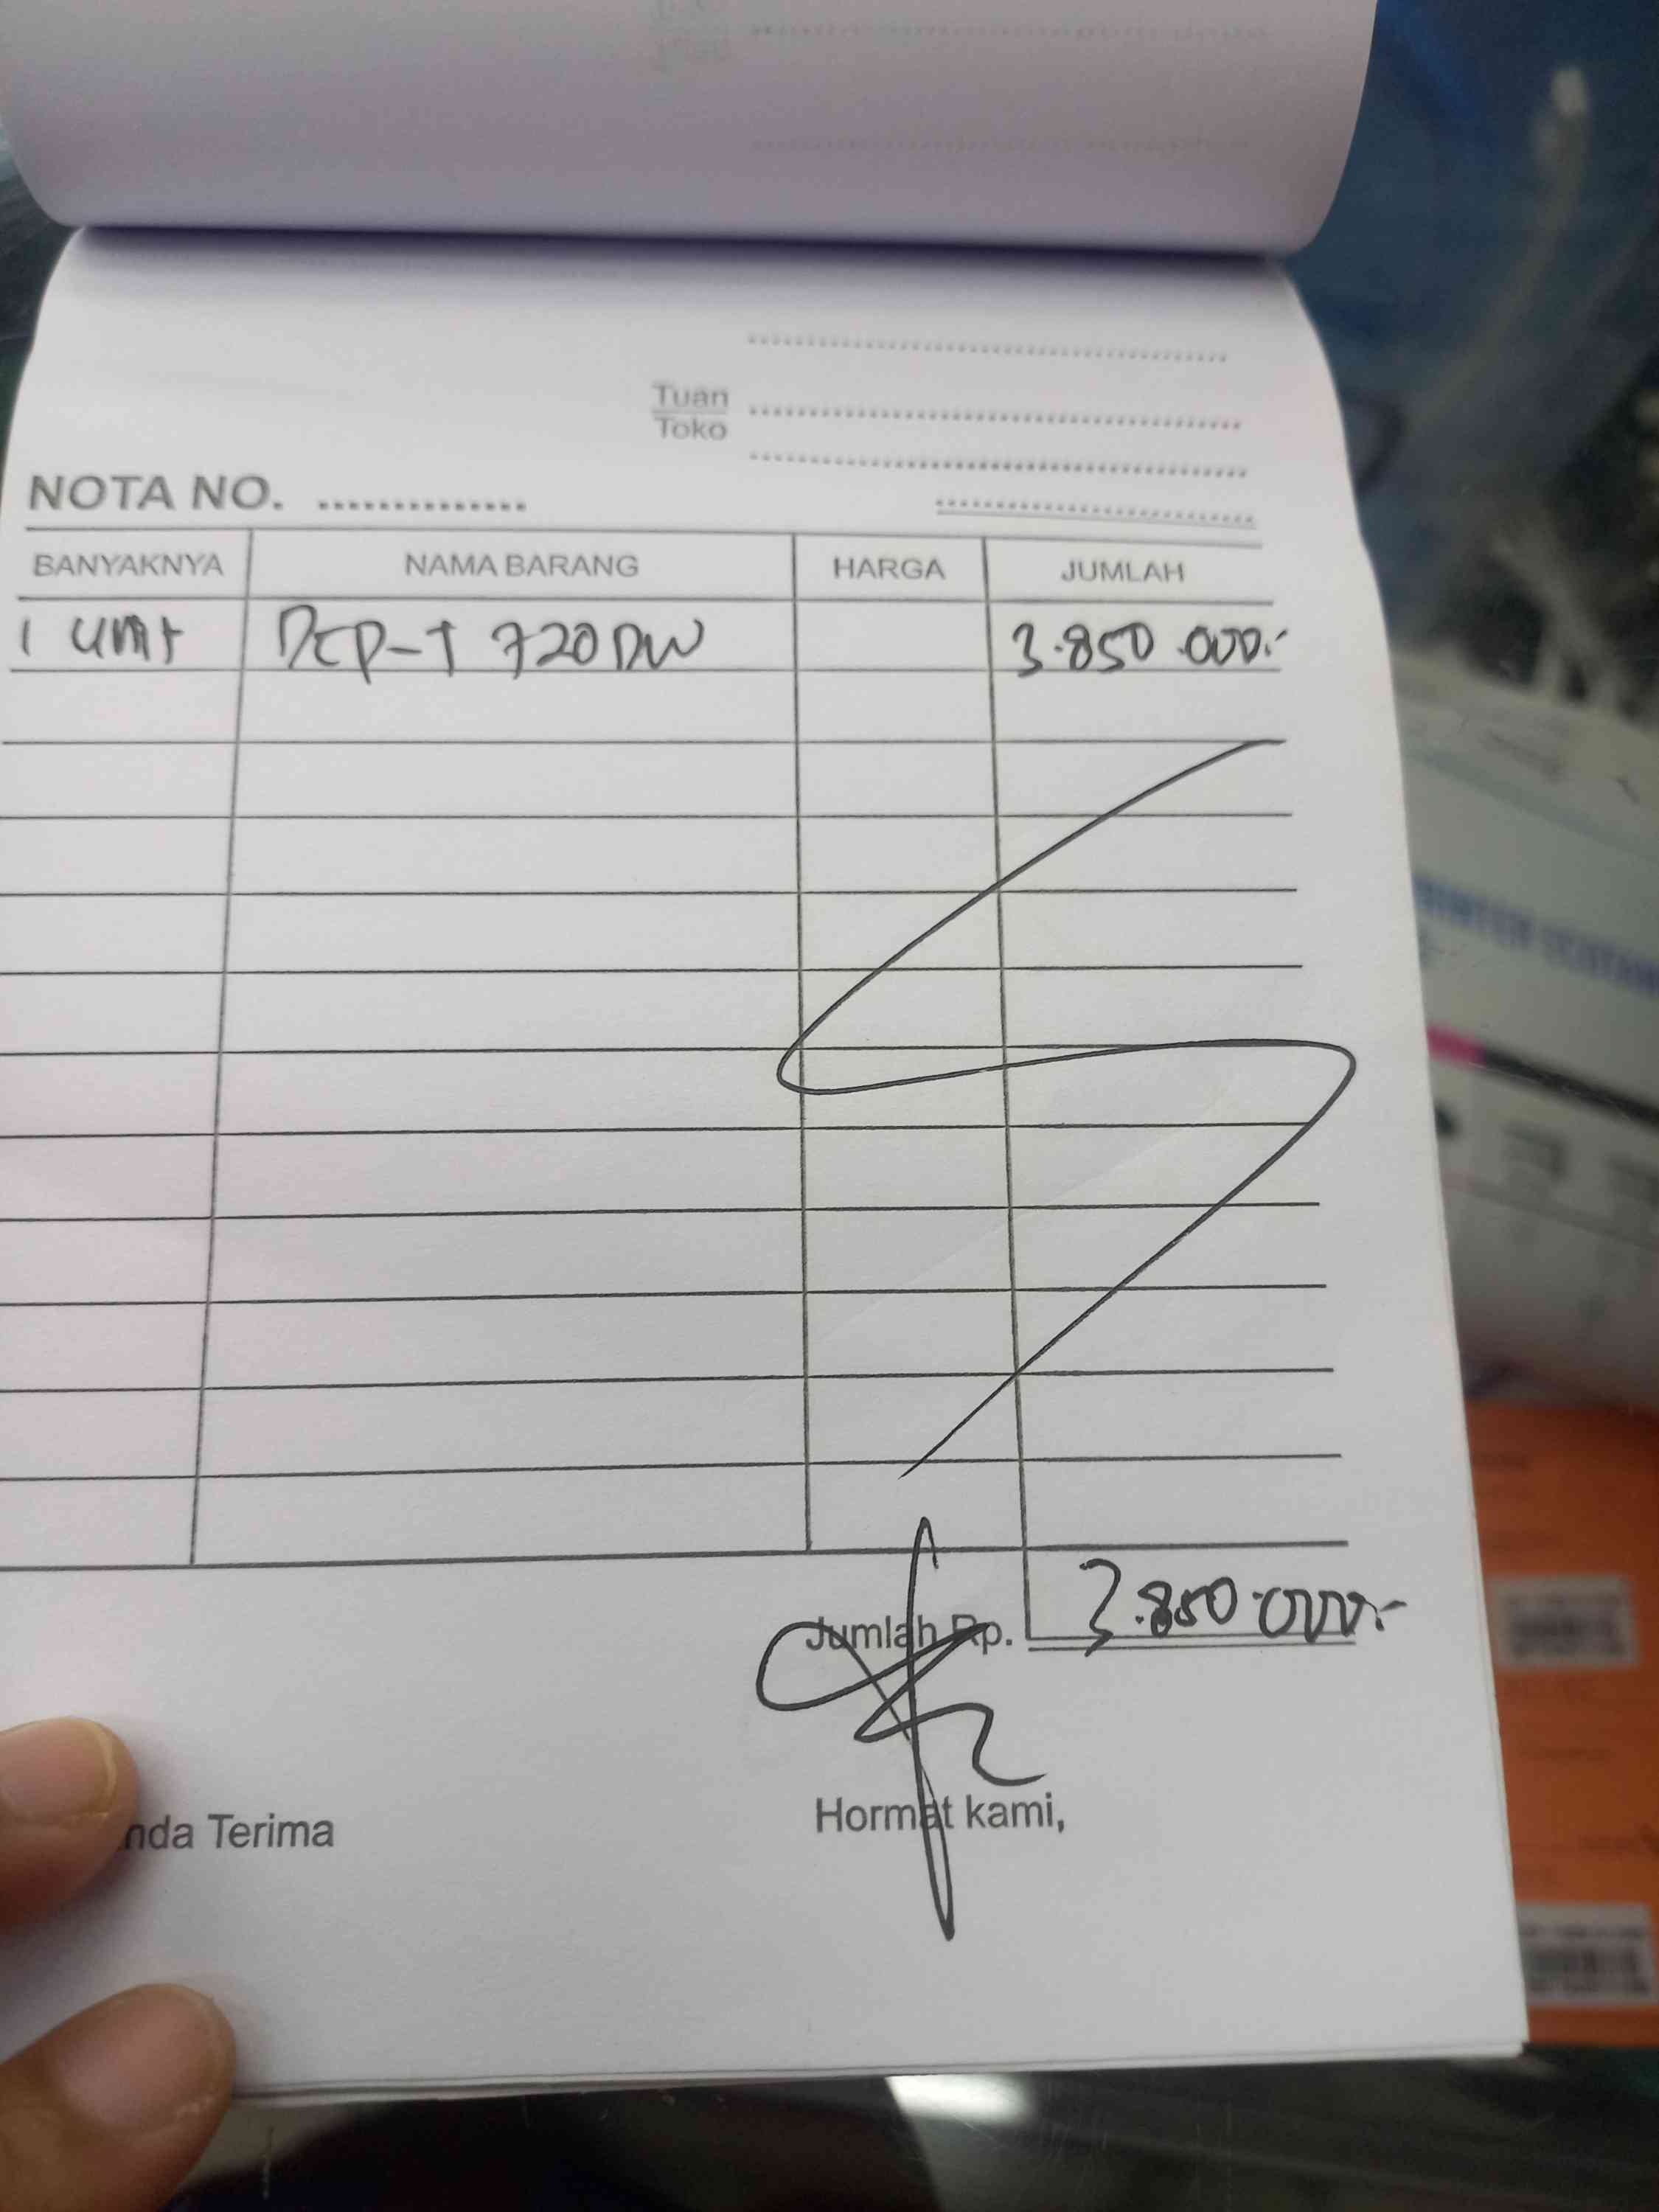 Tuan
Toko
NOTA NO. ..............
BANYAKNYA NAMA BARANG HARGA JUMLAH
1 unit DCP-T 720DW 3.850.000.-
Jumlah Rp. 3.850.000.-
nda Terima Hormat kami,